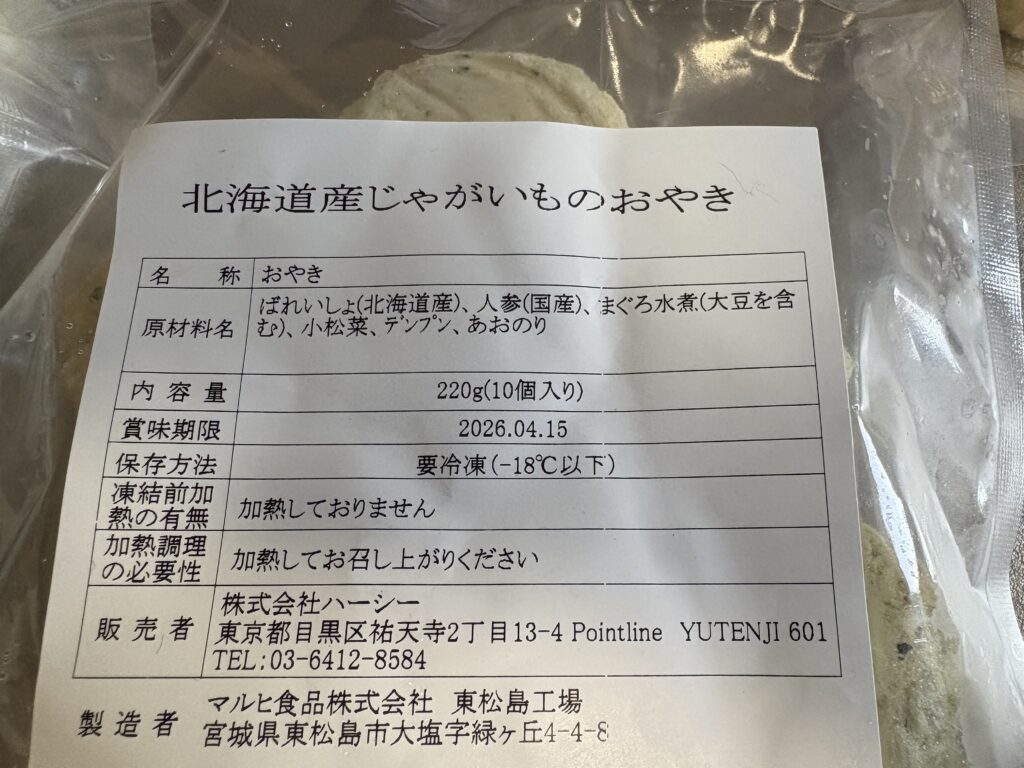 北海道産じゃがいものおやき
名　称 おやき
原材料名 ばれいしょ(北海道産)、人参(国産)、まぐろ水煮(大豆を含
む)、小松菜、デンプン、あおのり
内容量 220g(10個入り)
賞味期限 2026.04.15
保存方法 要冷凍(-18℃以下)
凍結前加
熱の有無 加熱しておりません
加熱調理
の必要性 加熱してお召し上がりください
販売者 株式会社ハーシー
東京都目黒区祐天寺2丁目13-4 Pointline YUTENJI 601
TEL:03-6412-8584
製造者 マルヒ食品株式会社 東松島工場
宮城県東松島市大塩字緑ヶ丘4-4-8